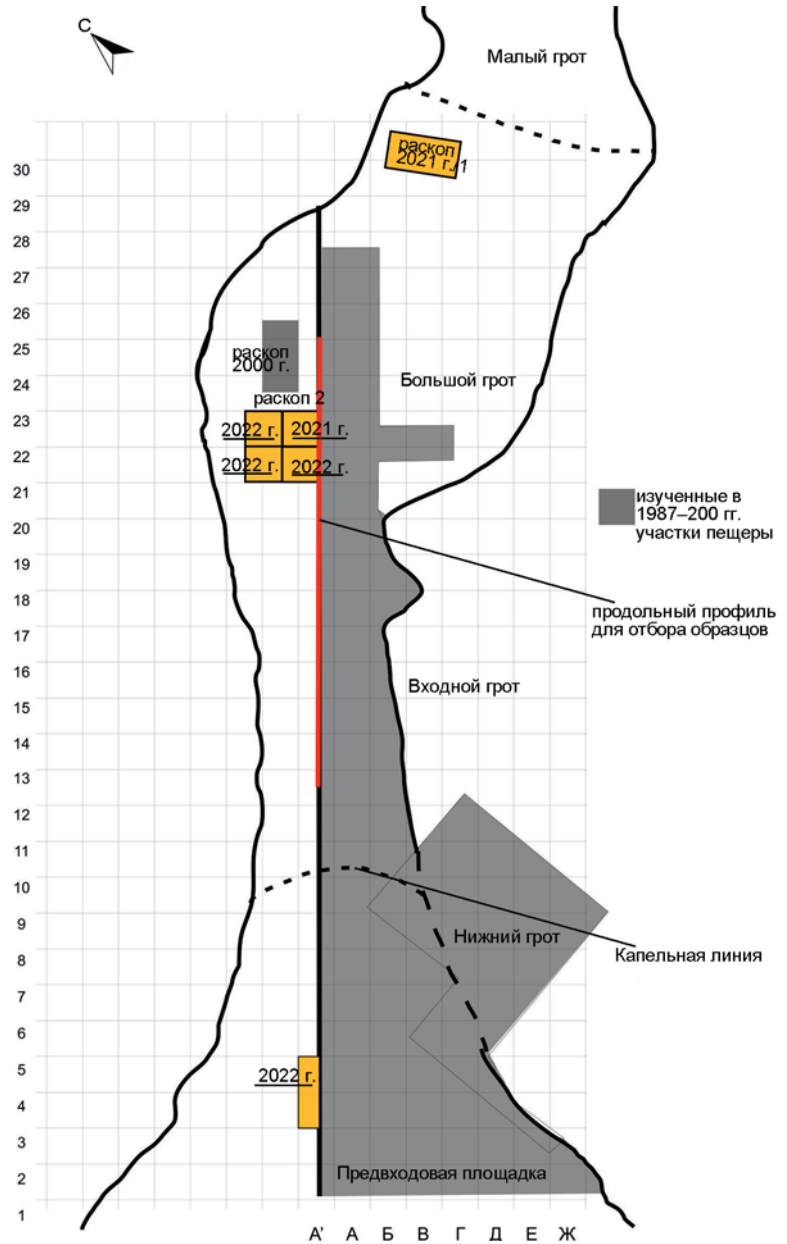 С
Малый грот
раскоп
2021 г./1
30
29
28
27
26
25
24
23
22
21
20
19
18
17
16
15
14
13
12
11
10
9
8
7
6
5
4
3
2
1
раскоп
2000 г.
Большой грот
раскоп 2
2022 г.
2021 г.
2022 г.
2022 г.
изученные в
1987–200 гг.
участки пещеры
продольный профиль
для отбора образцов
Входной грот
Нижний грот
Капельная линия
2022 г.
Предвходовая площадка
А' А Б В Г Д Е Ж